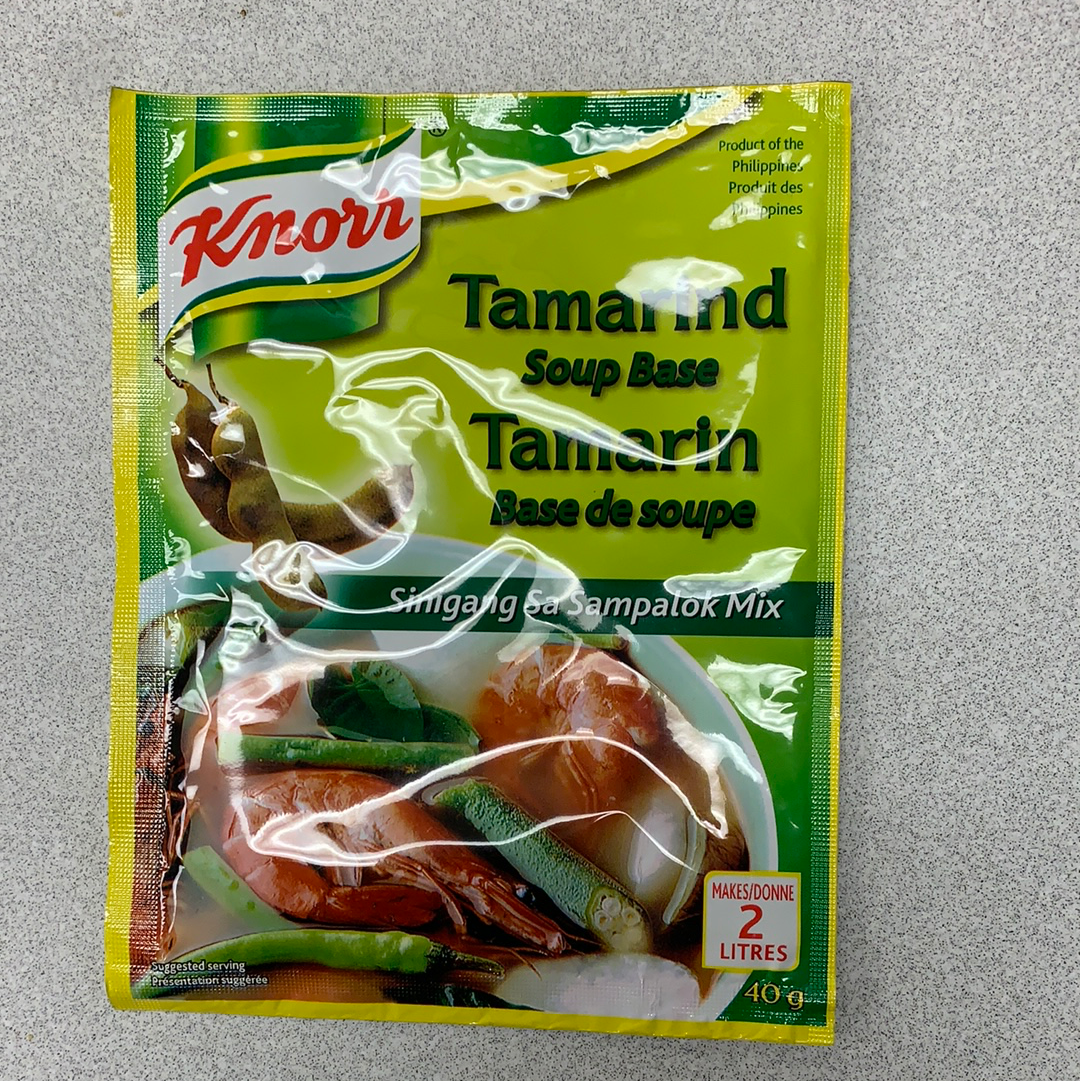 Knorr
®
Product of the
Philippines
Produit des
Philippines
Tamarind
Soup Base
Tamarin
Base de soupe
Sinigang Sa Sampalok Mix
MAKES/DONNE
2
LITRES
40 g
Suggested serving
Présentation suggérée